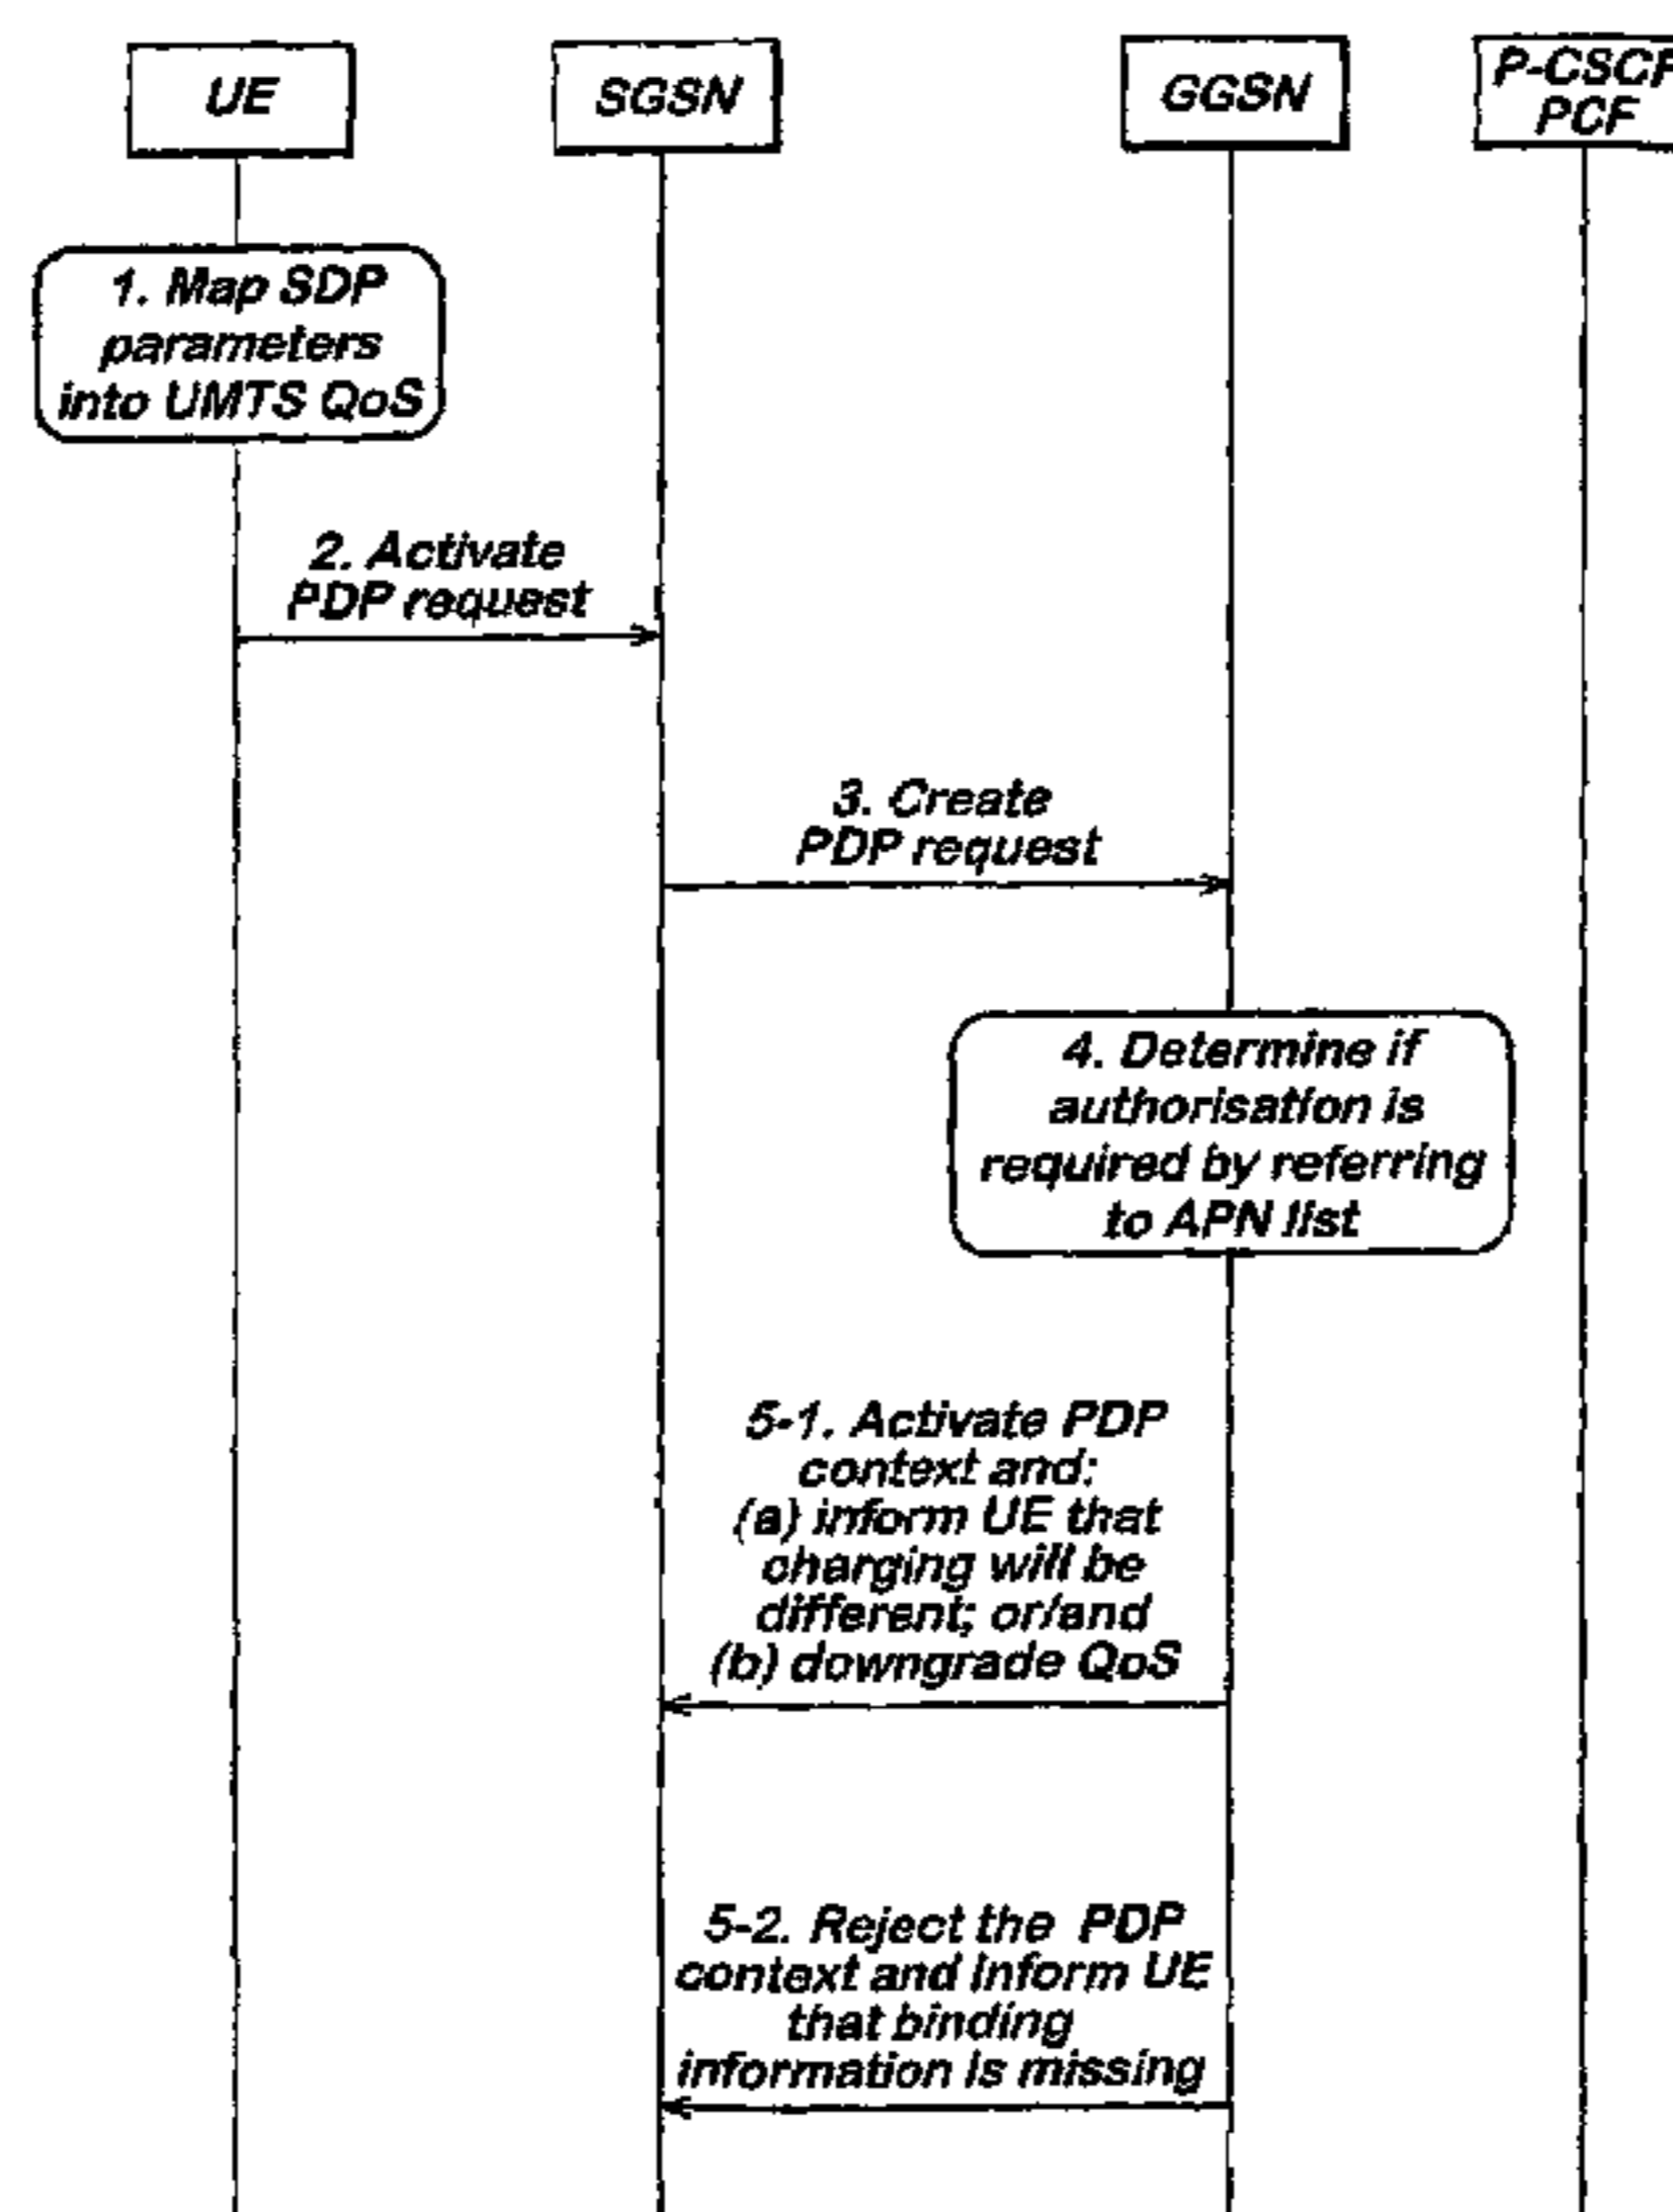 UE
SGSN
GGSN
P-CSCF
PCF
1. Map SDP
parameters
into UMTS QoS
2. Activate
PDP request
3. Create
PDP request
4. Determine if
authorisation is
required by referring
to APN list
5-1. Activate PDP
context and:
(a) inform UE that
charging will be
different; or/and
(b) downgrade QoS
5-2. Reject the PDP
context and inform UE
that binding
information is missing